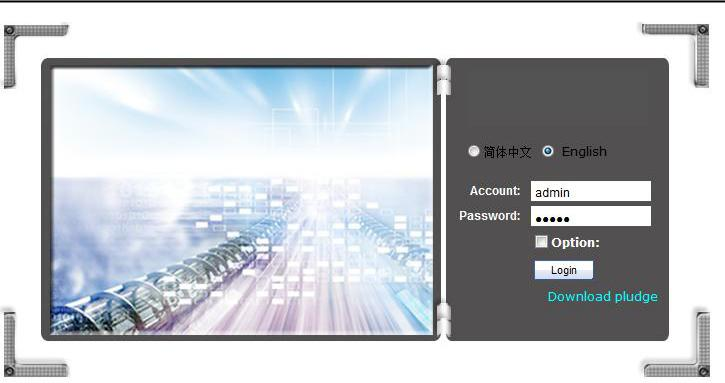 简体中文 English
Account: admin
Password: •••••
Option:
Login
Download pludge